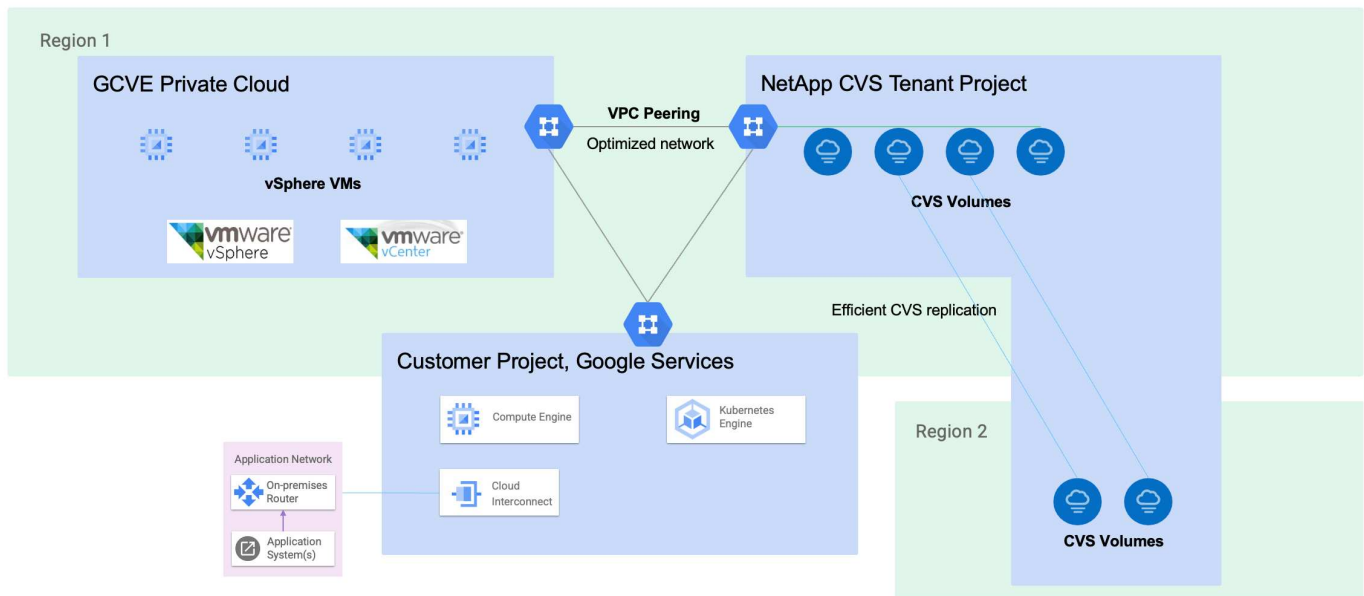 Region 1
GCVE Private Cloud
NetApp CVS Tenant Project
VPC Peering
Optimized network
vSphere VMs
CVS Volumes
vmware®
vSphere
vmware®
vCenter
Efficient CVS replication
Customer Project, Google Services
Compute Engine
Kubernetes
Engine
Region 2
Application Network
On-premises
Router
Cloud
Interconnect
Application
System(s)
CVS Volumes